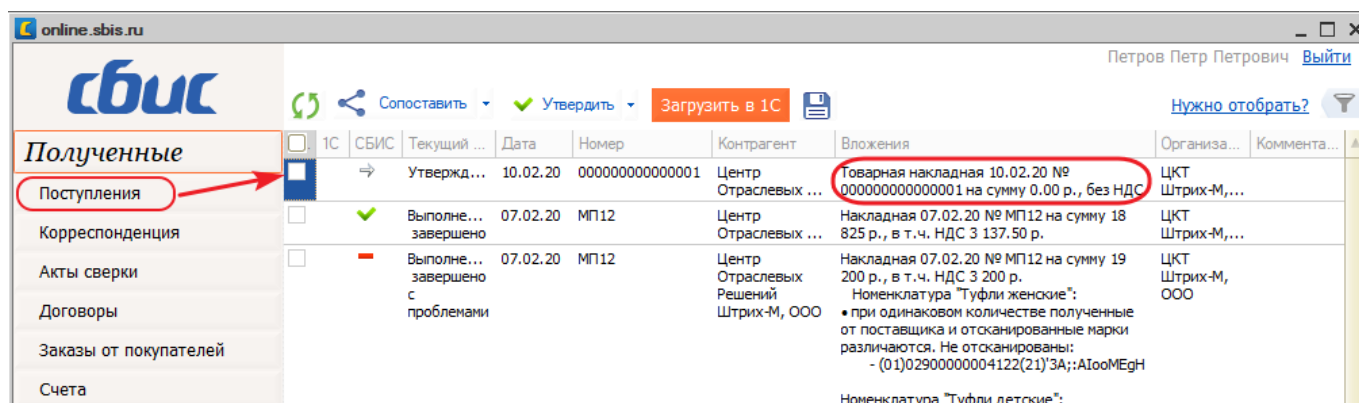 online.sbis.ru
Петров Петр Петрович Выйти
сбис
Сопоставить Утвердить Загрузить в 1С Нужно отобрать?
Полученные
1С СБИС Текущий ... Дата Номер Контрагент Вложения Организа... Коммента...
Поступления
Корреспонденция
Акты сверки
Договоры
Заказы от покупателей
Счета
Утвержд... 10.02.20 000000000000001 Центр Товарная накладная 10.02.20 № ЦКТ
Отраслевых ... 000000000000001 на сумму 0.00 р., без НДС Штрих-М,...
Выполне... 07.02.20 МП12 Центр Накладная 07.02.20 № МП12 на сумму 18 ЦКТ
завершено Отраслевых ... 825 р., в т.ч. НДС 3 137.50 р. Штрих-М,...
Выполне... 07.02.20 МП12 Центр Накладная 07.02.20 № МП12 на сумму 19 ЦКТ
завершено Отраслевых 200 р., в т.ч. НДС 3 200 р. Штрих-М,
с Решений Номенклатура "Туфли женские": ООО
проблемами Штрих-М, ООО • при одинаковом количестве полученные
от поставщика и отсканированные марки
различаются. Не отсканированы:
- (01)02900000004122(21)'3A;:AIooMEgH
Номенклатура "Туфли детские":